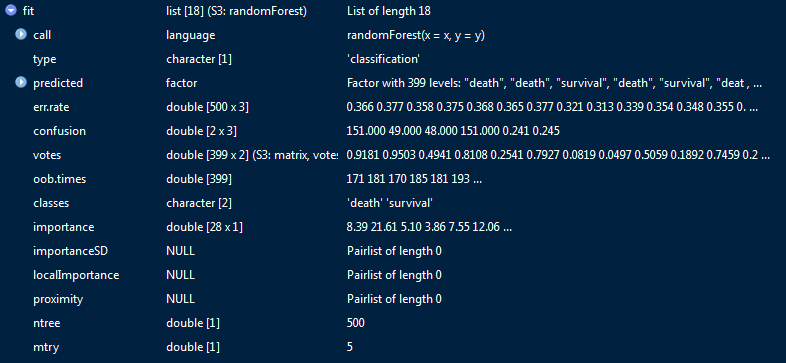 fit list [18] (S3: randomForest) List of length 18
call language randomForest(x = x, y = y)
type character [1] 'classification'
predicted factor Factor with 399 levels: "death", "death", "survival", "death", "survival", "deat , ...
err.rate double [500 x 3] 0.366 0.377 0.358 0.375 0.368 0.365 0.377 0.321 0.313 0.339 0.354 0.348 0.355 0. ...
confusion double [2 x 3] 151.000 49.000 48.000 151.000 0.241 0.245
votes double [399 x 2] (S3: matrix, votes 0.9181 0.9503 0.4941 0.8108 0.2541 0.7927 0.0819 0.0497 0.5059 0.1892 0.7459 0.2 ...
oob.times double [399] 171 181 170 185 181 193 ...
classes character [2] 'death' 'survival'
importance double [28 x 1] 8.39 21.61 5.10 3.86 7.55 12.06 ...
importanceSD NULL Pairlist of length 0
localImportance NULL Pairlist of length 0
proximity NULL Pairlist of length 0
ntree double [1] 500
mtry double [1] 5